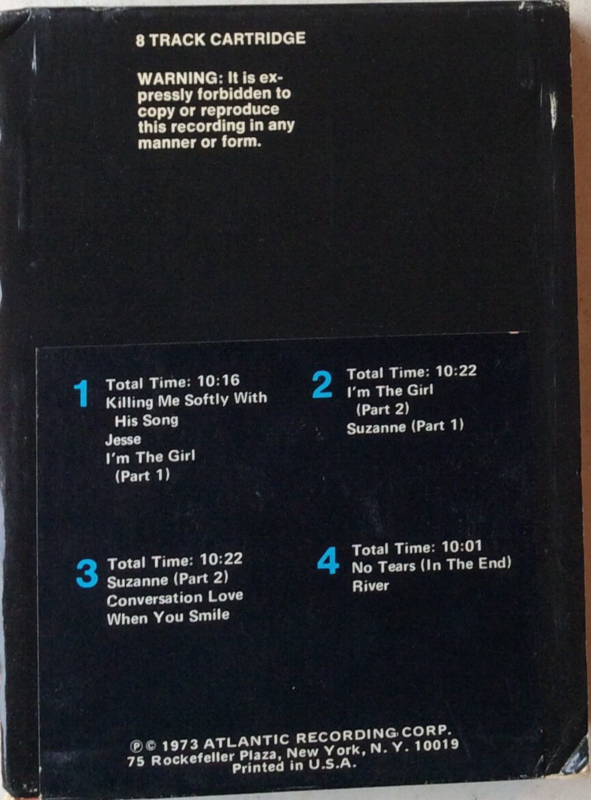 8 TRACK CARTRIDGE
WARNING: It is ex-
pressly forbidden to
copy or reproduce
this recording in any
manner or form.
1
Total Time: 10:16
Killing Me Softly With
His Song
Jesse
I'm The Girl
(Part 1)
2
Total Time: 10:22
I'm The Girl
(Part 2)
Suzanne (Part 1)
3
Total Time: 10:22
Suzanne (Part 2)
Conversation Love
When You Smile
4
Total Time: 10:01
No Tears (In The End)
River
℗ © 1973 ATLANTIC RECORDING CORP.
75 Rockefeller Plaza, New York, N. Y. 10019
Printed in U.S.A.